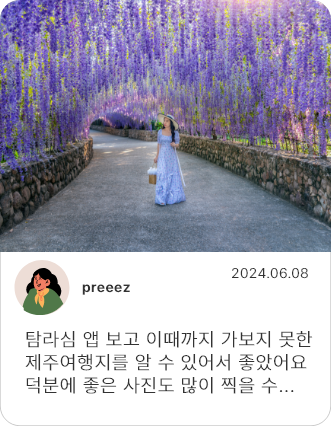 2024.06.08
preeez
탐라심 앱 보고 이때까지 가보지 못한
제주여행지를 알 수 있어서 좋았어요
덕분에 좋은 사진도 많이 찍을 수...